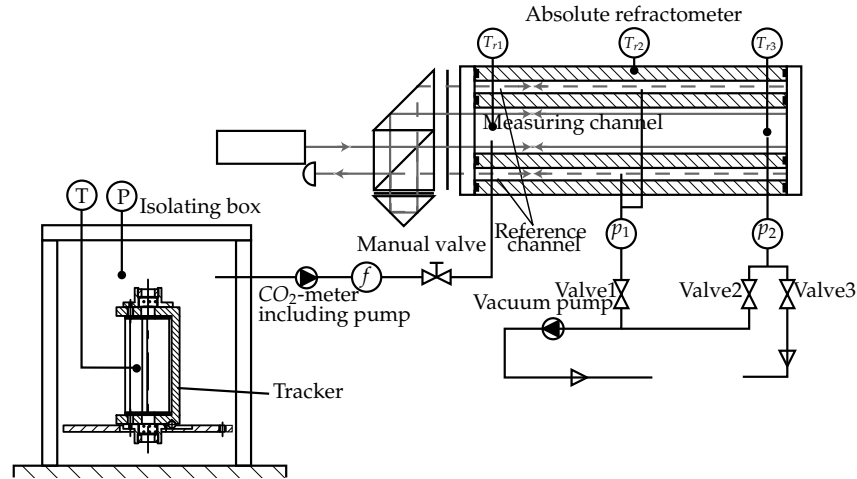 Absolute refractometer
Tr1
Tr2
Tr3
Measuring channel
T
P
Isolating box
Reference
channel
Manual valve
p1
p2
f
CO2-meter
including pump
Vacuum pump
Valve1
Valve2
Valve3
Tracker